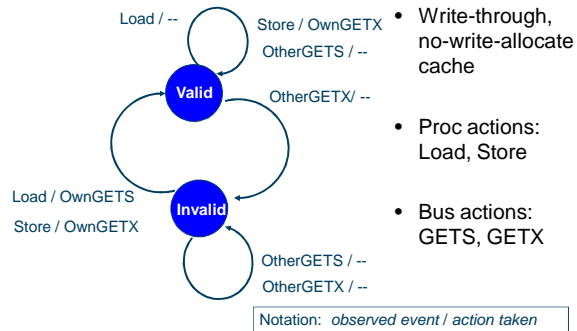 Load / --
Store / OwnGETX
OtherGETS / --
Valid
OtherGETX/ --
Load / OwnGETS
Store / OwnGETX
Invalid
OtherGETS / --
OtherGETX / --
• Write-through,
no-write-allocate
cache
• Proc actions:
Load, Store
• Bus actions:
GETS, GETX
Notation: observed event / action taken